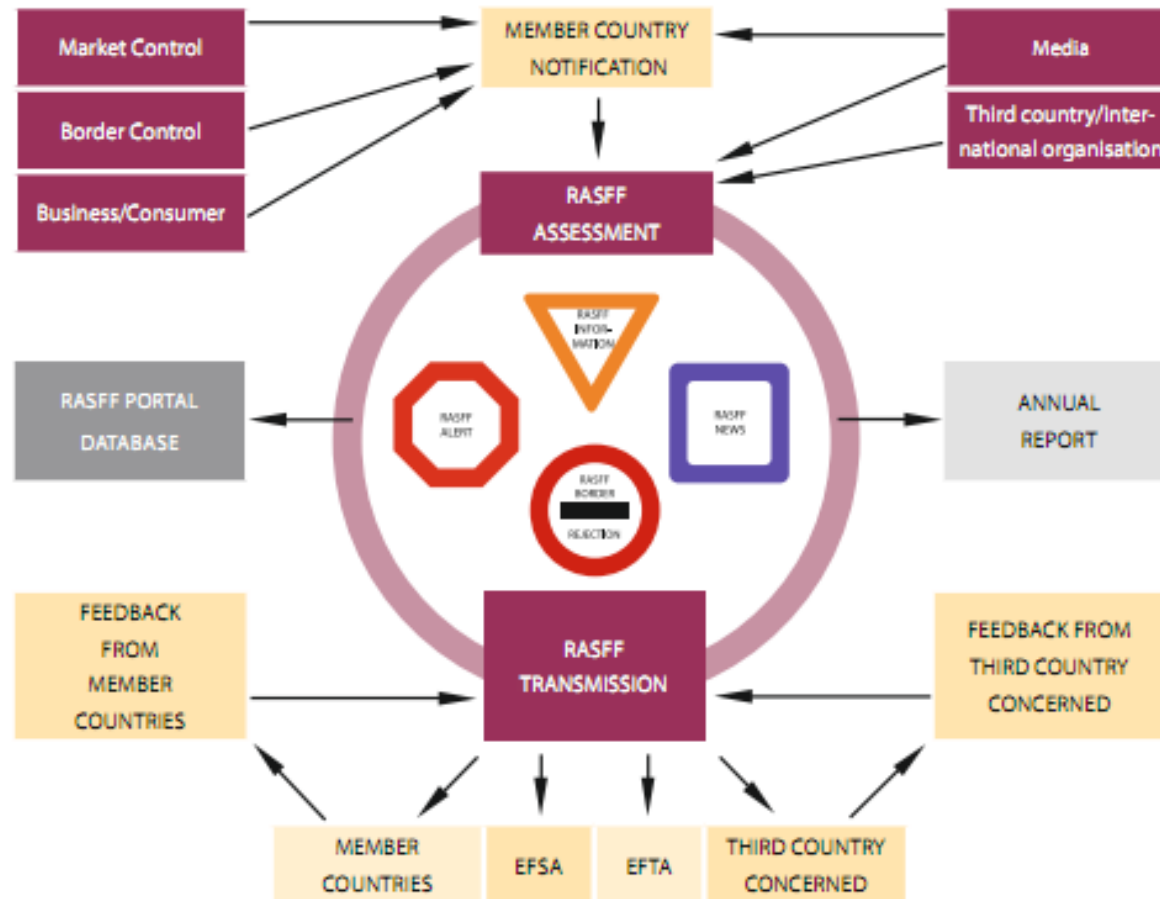 Market Control
MEMBER COUNTRY
NOTIFICATION
Media
Border Control
Third country/inter-
national organisation
Business/Consumer
RASFF
ASSESSMENT
RASFF
INFOR-
MATION
RASFF PORTAL
DATABASE
RASFF
ALERT
RASFF
NEWS
ANNUAL
REPORT
RASFF
BORDER
REJECTION
FEEDBACK
FROM
MEMBER
COUNTRIES
RASFF
TRANSMISSION
FEEDBACK FROM
THIRD COUNTRY
CONCERNED
MEMBER
COUNTRIES
EFSA
EFTA
THIRD COUNTRY
CONCERNED